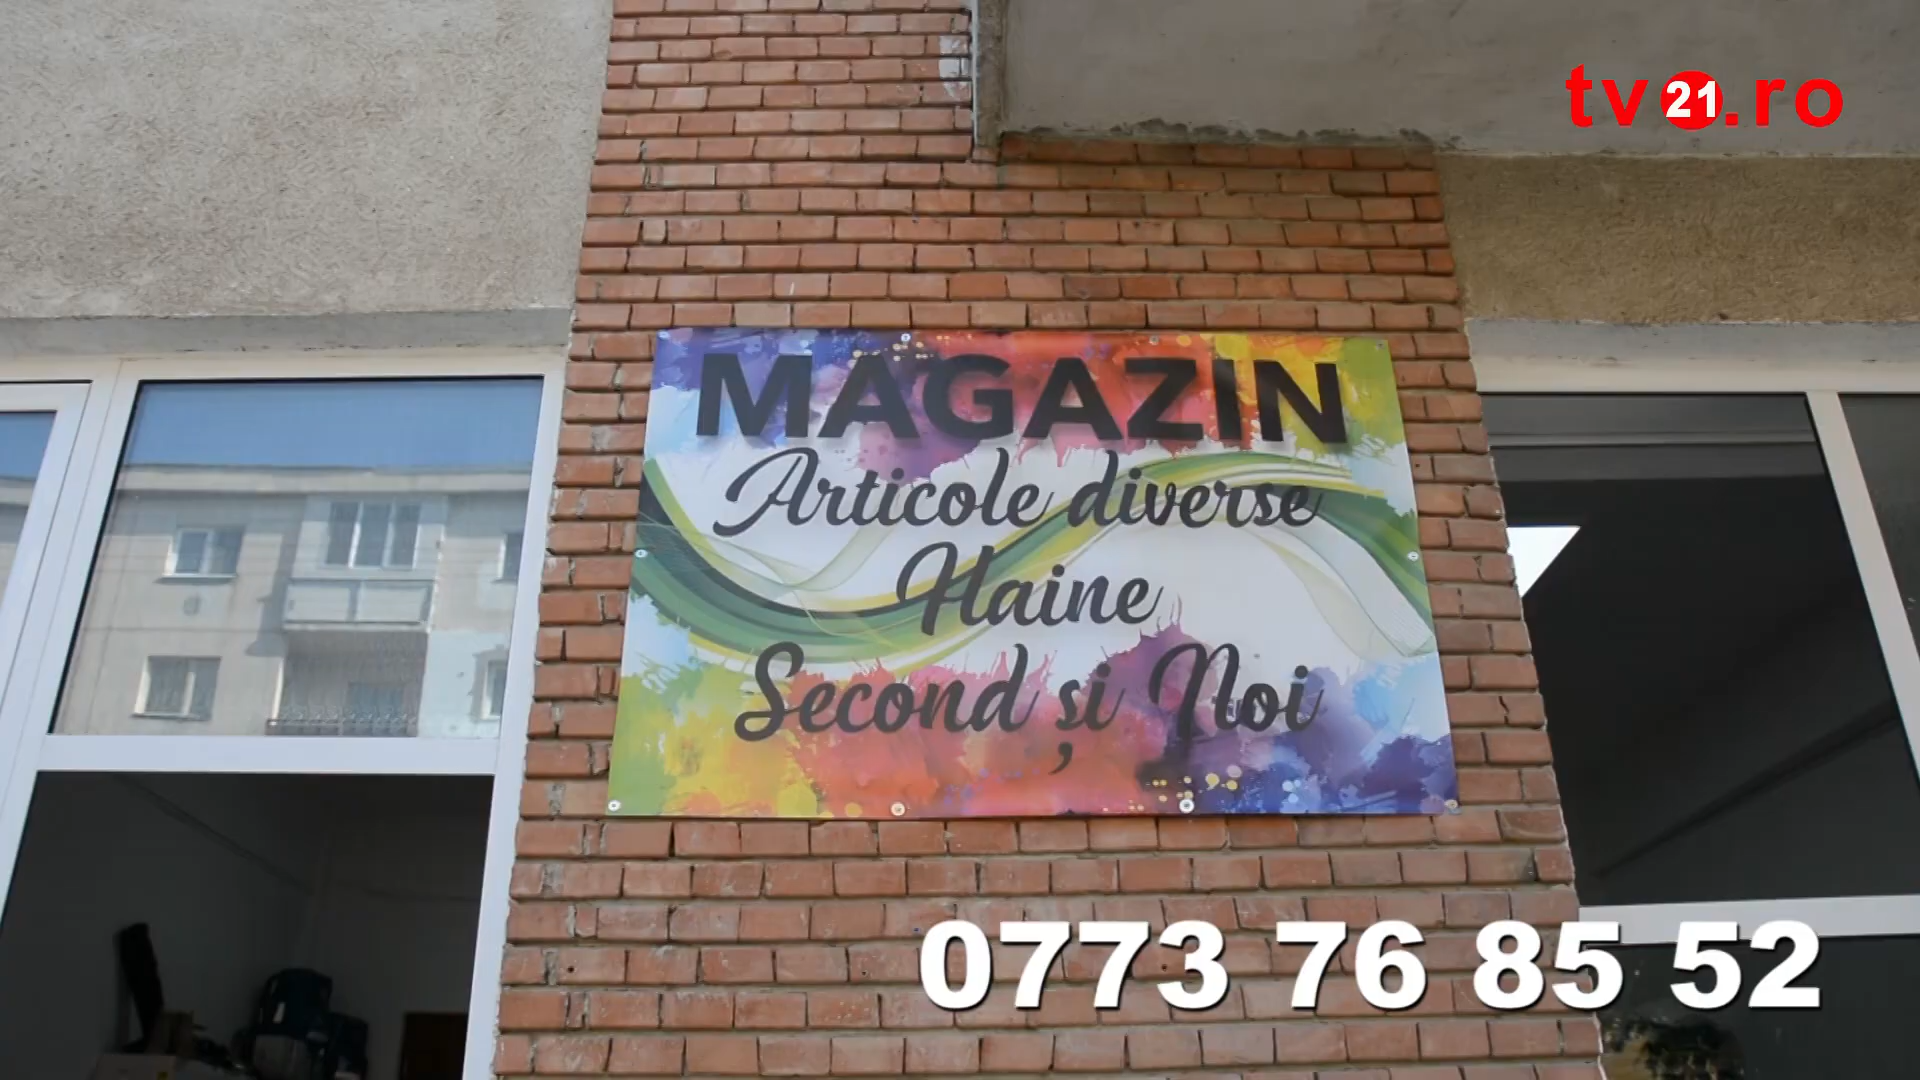 tv21.ro
MAGAZIN
Articole diverse
Haine
Second și Noi
0773 76 85 52